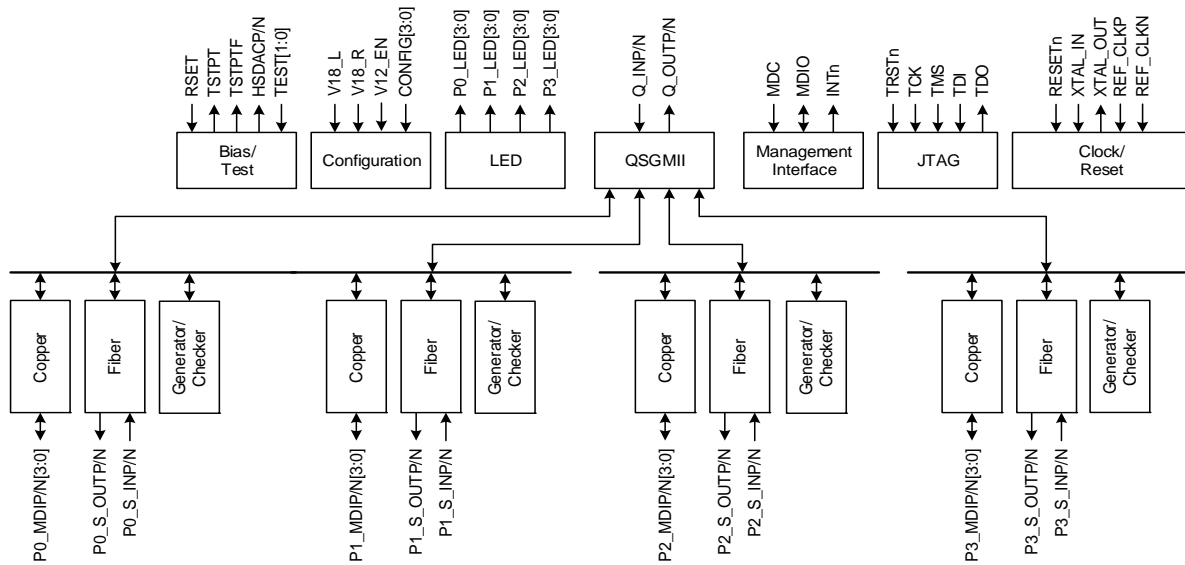 RSET
TSTPT
TSTPTF
HSDACP/N
TEST[1:0]
V18_L
V18_R
V12_EN
CONFIG[3:0]
P0_LED[3:0]
P1_LED[3:0]
P2_LED[3:0]
P3_LED[3:0]
Q_INP/N
Q_OUTP/N
MDC
MDIO
INTn
TRSTn
TCK
TMS
TDI
TDO
RESETn
XTAL_IN
XTAL_OUT
REF_CLKP
REF_CLKN
Bias/
Test
Configuration
LED
QSGMII
Management
Interface
JTAG
Clock/
Reset
Copper
Fiber
Generator/
Checker
Copper
Fiber
Generator/
Checker
Copper
Fiber
Generator/
Checker
Copper
Fiber
Generator/
Checker
P0_MDIP/N[3:0]
P0_S_OUTP/N
P0_S_INP/N
P1_MDIP/N[3:0]
P1_S_OUTP/N
P1_S_INP/N
P2_MDIP/N[3:0]
P2_S_OUTP/N
P2_S_INP/N
P3_MDIP/N[3:0]
P3_S_OUTP/N
P3_S_INP/N